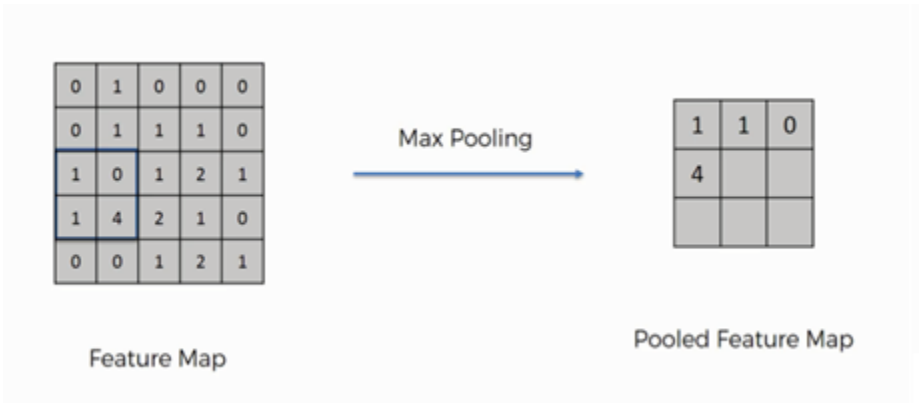 0 1 0 0 0
0 1 1 1 0
1 0 1 2 1
1 4 2 1 0
0 0 1 2 1
Feature Map
Max Pooling
1 1 0
4
Pooled Feature Map